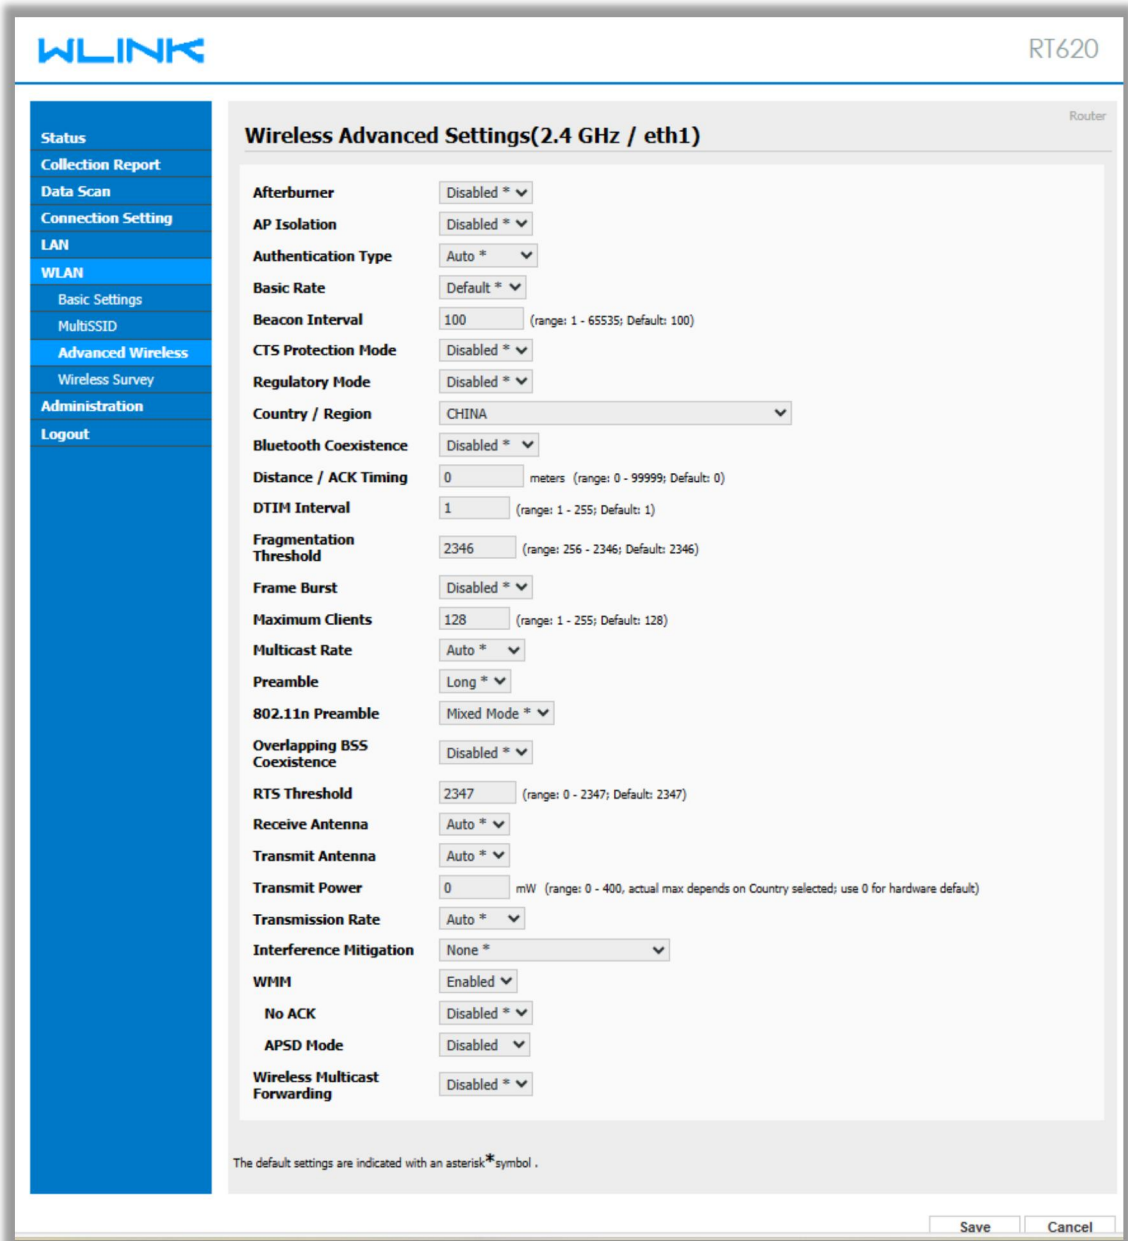 WLINK
RT620
Router
Status
Collection Report
Data Scan
Connection Setting
LAN
WLAN
Basic Settings
MultiSSID
Advanced Wireless
Wireless Survey
Administration
Logout
Wireless Advanced Settings(2.4 GHz / eth1)
Afterburner Disabled *
AP Isolation Disabled *
Authentication Type Auto *
Basic Rate Default *
Beacon Interval 100 (range: 1 - 65535; Default: 100)
CTS Protection Mode Disabled *
Regulatory Mode Disabled *
Country / Region CHINA
Bluetooth Coexistence Disabled *
Distance / ACK Timing 0 meters (range: 0 - 99999; Default: 0)
DTIM Interval 1 (range: 1 - 255; Default: 1)
Fragmentation
Threshold 2346 (range: 256 - 2346; Default: 2346)
Frame Burst Disabled *
Maximum Clients 128 (range: 1 - 255; Default: 128)
Multicast Rate Auto *
Preamble Long *
802.11n Preamble Mixed Mode *
Overlapping BSS
Coexistence Disabled *
RTS Threshold 2347 (range: 0 - 2347; Default: 2347)
Receive Antenna Auto *
Transmit Antenna Auto *
Transmit Power 0 mW (range: 0 - 400, actual max depends on Country selected; use 0 for hardware default)
Transmission Rate Auto *
Interference Mitigation None *
WMM Enabled
No ACK Disabled *
APSD Mode Disabled
Wireless Multicast
Forwarding Disabled *
The default settings are indicated with an asterisk*symbol .
Save Cancel